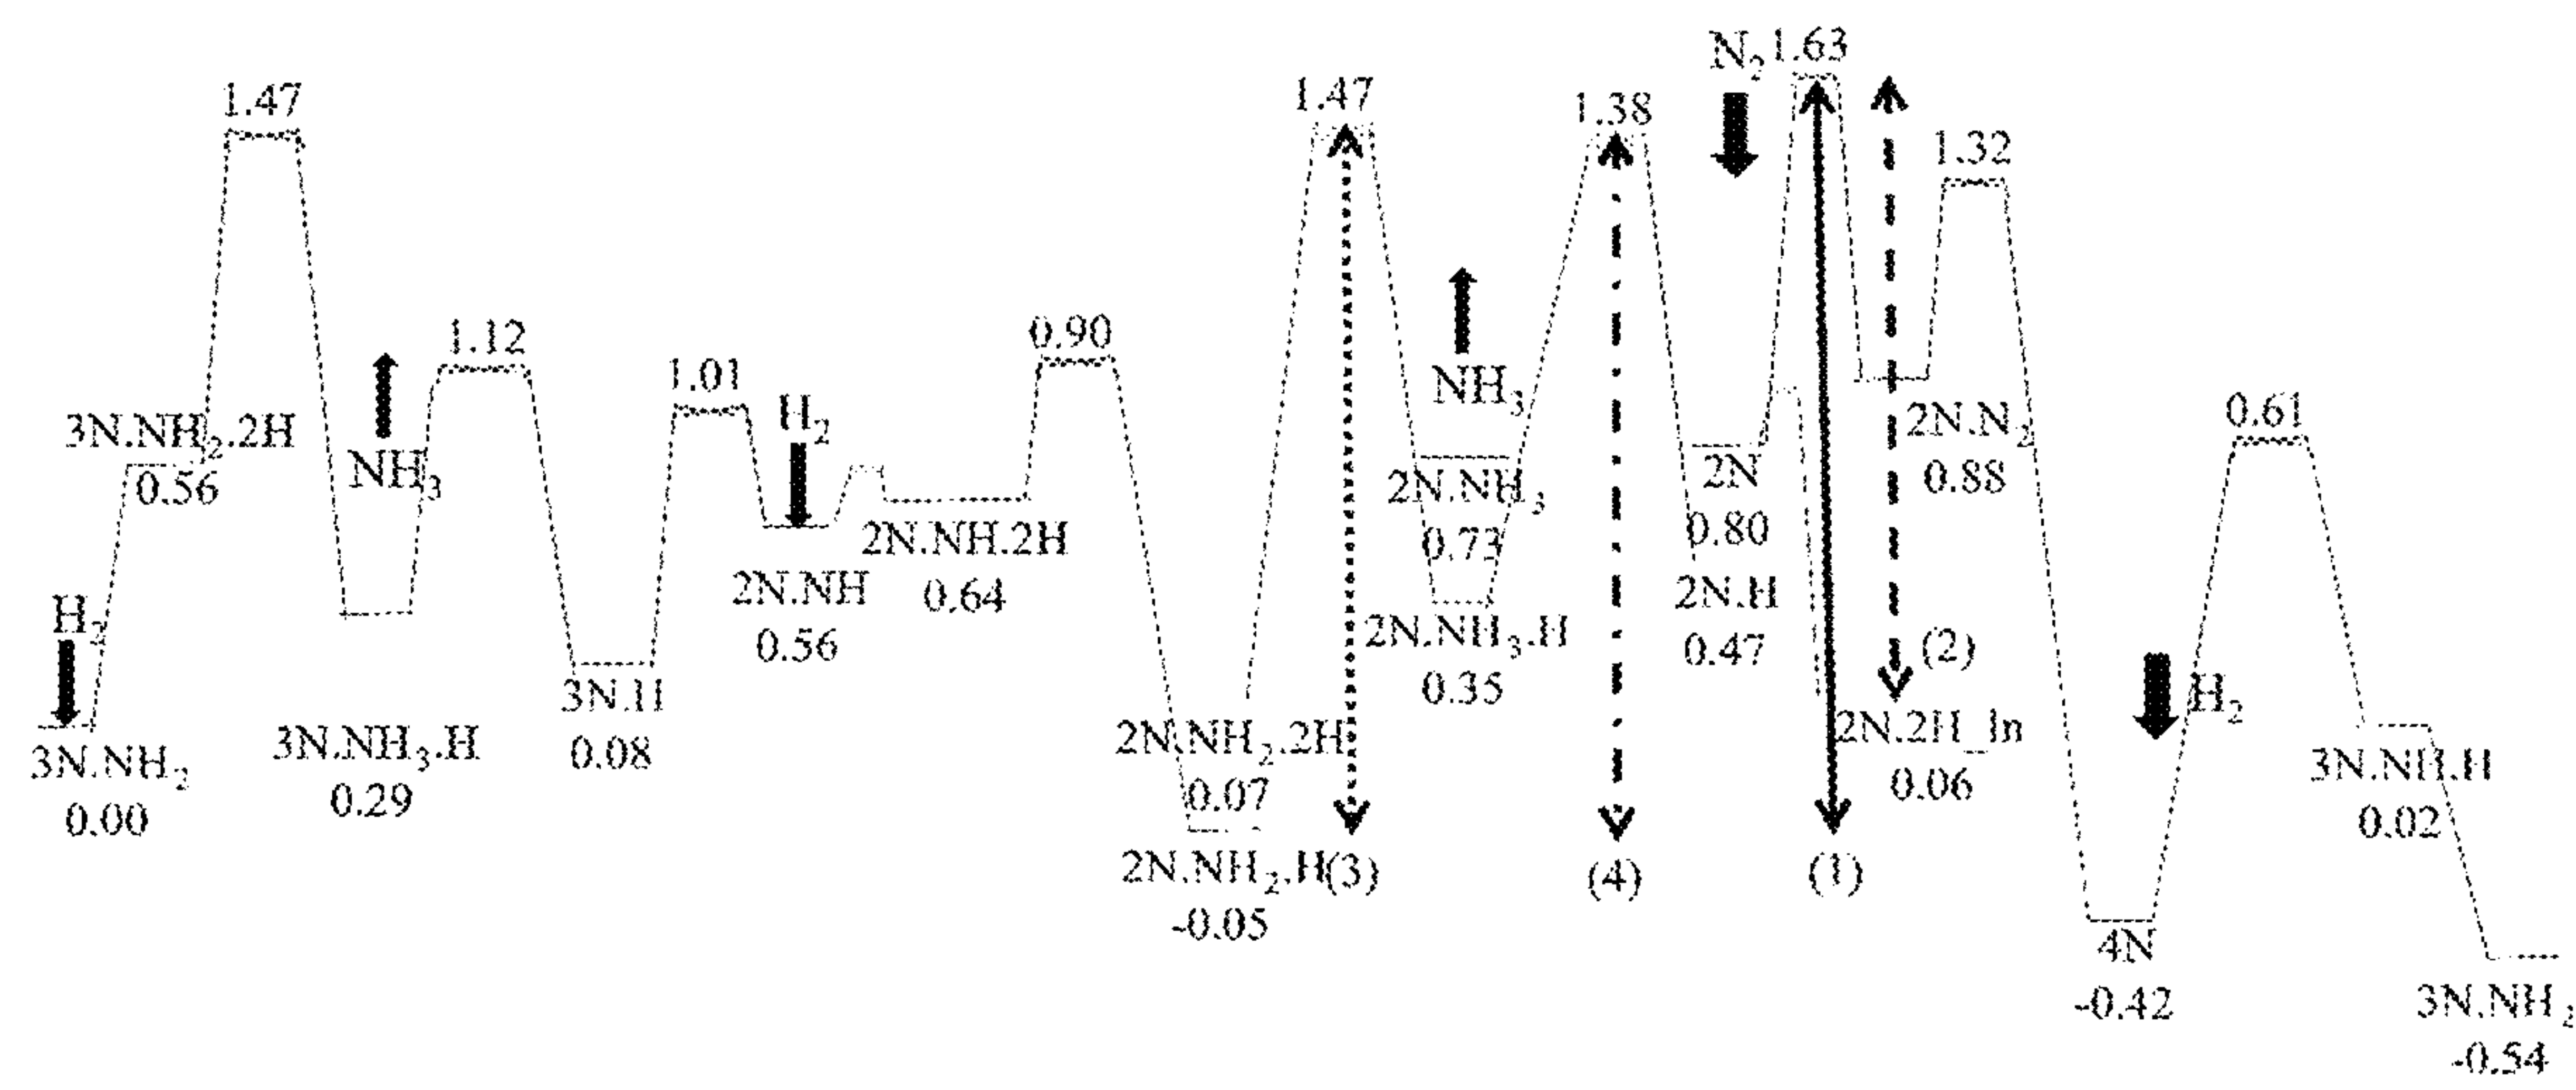 1.47
3N.NH₂.2H
0.56
H₂
3N.NH₂
0.00
NH₃
3N.NH₃.H
0.29
1.12
3N.H
0.08
1.01
H₂
2N.NH
0.56
2N.NH.2H
0.64
0.90
2N.NH₂.2H
0.07
2N.NH₂.H
-0.05
1.47
(3)
NH₃
2N.NH₃
0.73
2N.NH₃.H
0.35
1.38
(4)
2N
0.80
2N.H
0.47
N₂
1.63
(1)
(2)
2N.2H_ln
0.06
1.32
2N.N₂
0.88
4N
-0.42
H₂
0.61
3N.NH.H
0.02
3N.NH₂
-0.54